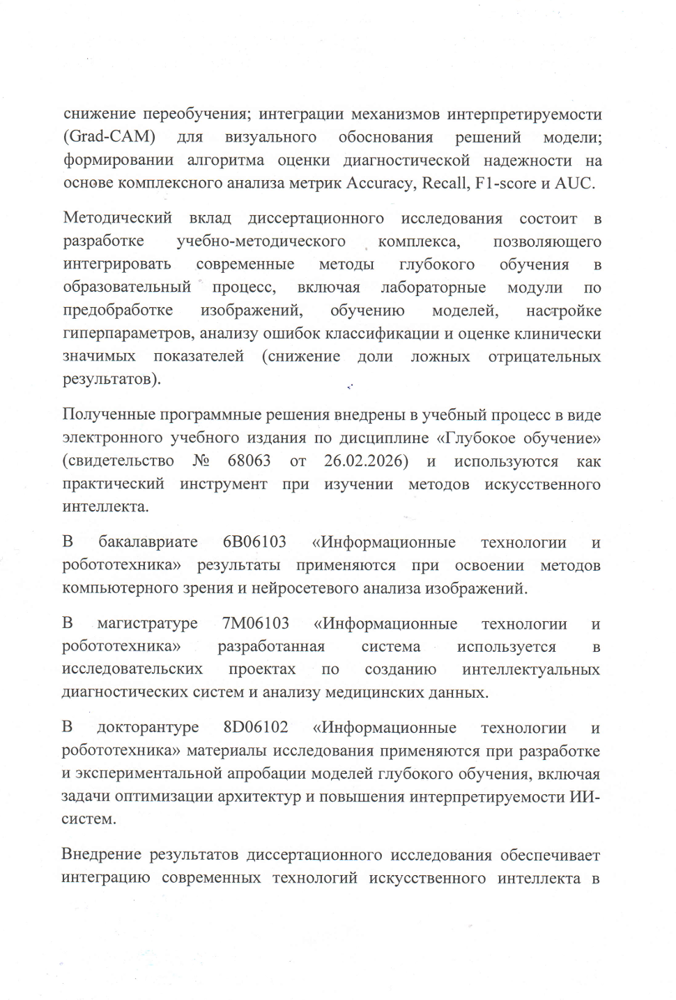 снижение переобучения; интеграции механизмов интерпретируемости
(Grad-CAM) для визуального обоснования решений модели;
формировании алгоритма оценки диагностической надежности на
основе комплексного анализа метрик Accuracy, Recall, F1-score и AUC.
Методический вклад диссертационного исследования состоит в
разработке учебно-методического комплекса, позволяющего
интегрировать современные методы глубокого обучения в
образовательный процесс, включая лабораторные модули по
предобработке изображений, обучению моделей, настройке
гиперпараметров, анализу ошибок классификации и оценке клинически
значимых показателей (снижение доли ложных отрицательных
результатов).
Полученные программные решения внедрены в учебный процесс в виде
электронного учебного издания по дисциплине «Глубокое обучение»
(свидетельство № 68063 от 26.02.2026) и используются как
практический инструмент при изучении методов искусственного
интеллекта.
В бакалавриате 6B06103 «Информационные технологии и
робототехника» результаты применяются при освоении методов
компьютерного зрения и нейросетевого анализа изображений.
В магистратуре 7M06103 «Информационные технологии и
робототехника» разработанная система используется в
исследовательских проектах по созданию интеллектуальных
диагностических систем и анализу медицинских данных.
В докторантуре 8D06102 «Информационные технологии и
робототехника» материалы исследования применяются при разработке
и экспериментальной апробации моделей глубокого обучения, включая
задачи оптимизации архитектур и повышения интерпретируемости ИИ-
систем.
Внедрение результатов диссертационного исследования обеспечивает
интеграцию современных технологий искусственного интеллекта в